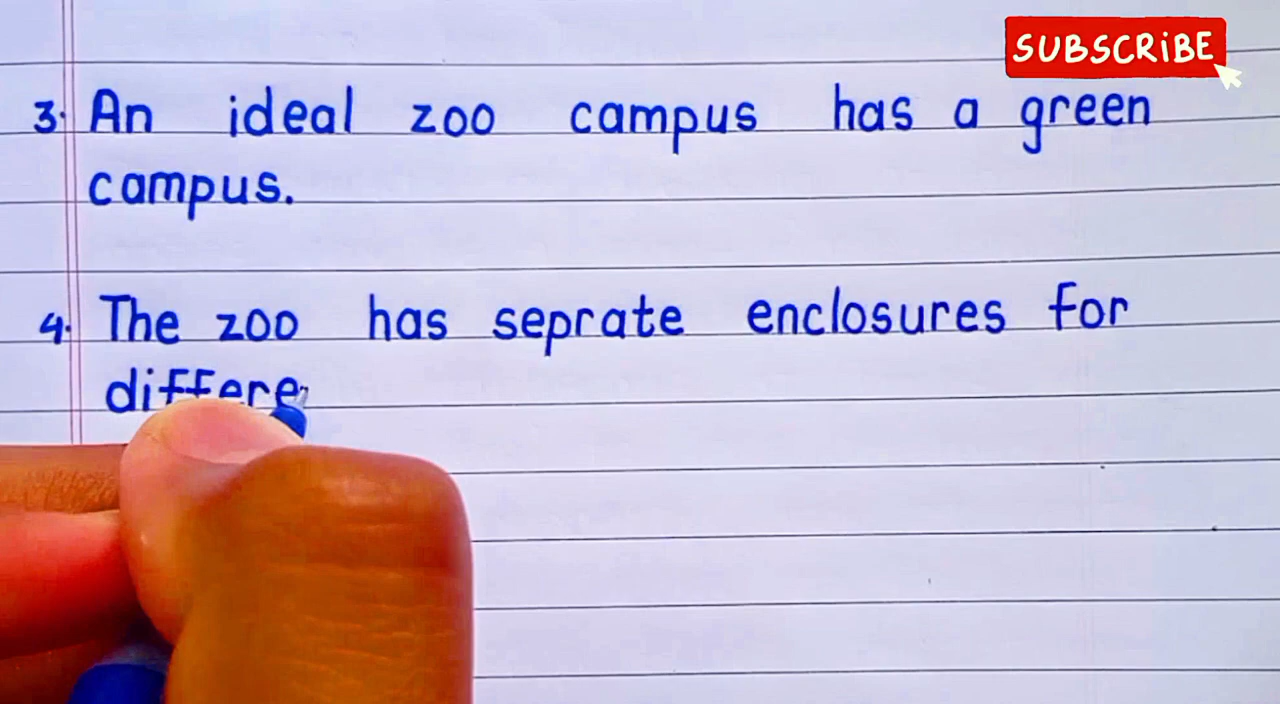 SUBSCRIBE
3. An ideal zoo campus has a green
campus.
4. The zoo has seprate enclosures for
differe